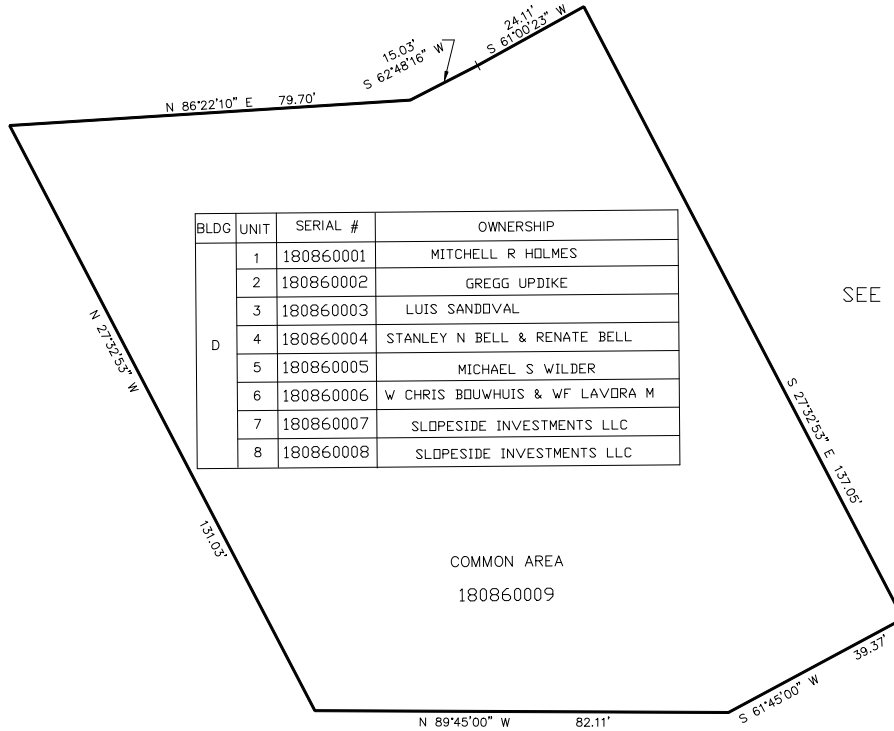 24.11'
S 61°00'23" W
15.03'
S 62°48'16" W
N 86°22'10" E 79.70'
BLDG UNIT SERIAL # OWNERSHIP
D
1 180860001 MITCHELL R HOLMES
2 180860002 GREGG UPDIKE
3 180860003 LUIS SANDOVAL
4 180860004 STANLEY N BELL & RENATE BELL
5 180860005 MICHAEL S WILDER
6 180860006 W CHRIS BOUWHUIS & WF LAVORA M
7 180860007 SLOPESIDE INVESTMENTS LLC
8 180860008 SLOPESIDE INVESTMENTS LLC
SEE
N 27°32'53" W
131.03'
S 27°32'53" E 137.05'
COMMON AREA
180860009
39.37'
S 61°45'00" W
N 89°45'00" W 82.11'